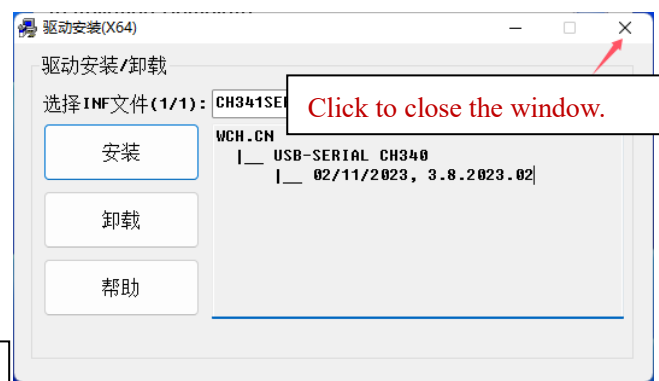 驱动安装(X64)
驱动安装/卸载
选择INF文件(1/1):
Click to close the window.
安装
WCH.CN
|__ USB-SERIAL CH340
|__ 02/11/2023, 3.8.2023.02
卸载
帮助